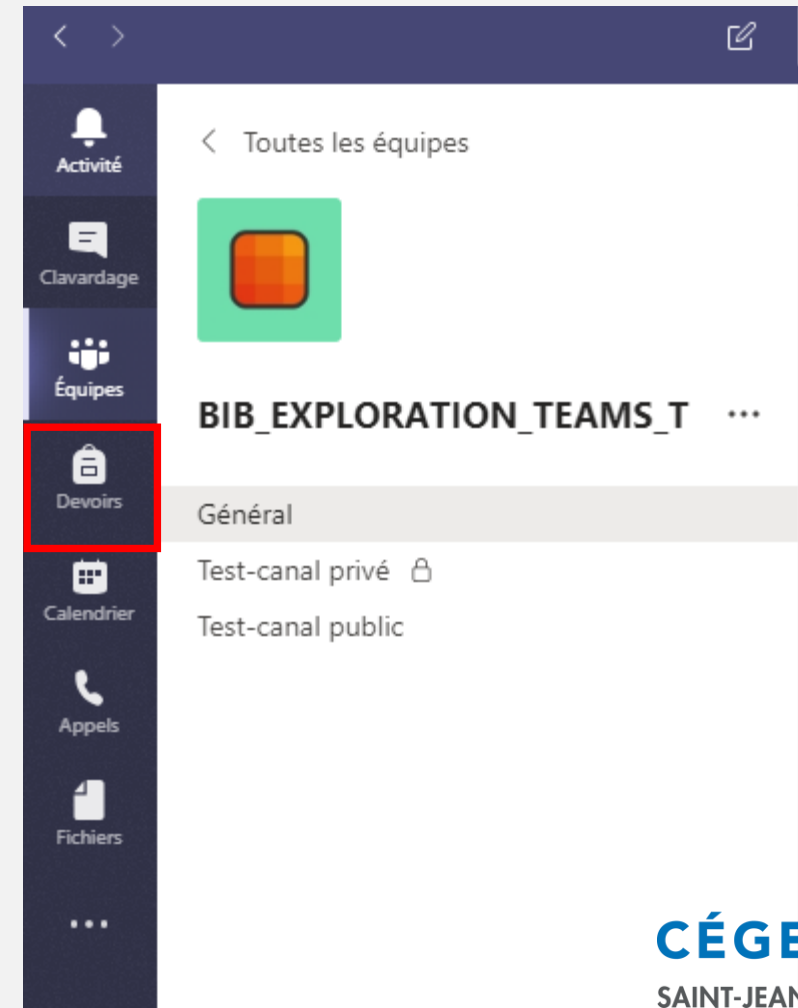 Activité
Clavardage
Équipes
Devoirs
Calendrier
Appels
Fichiers
Toutes les équipes
BIB_EXPLORATION_TEAMS_T
Général
Test-canal privé
Test-canal public
CÉGE
SAINT-JEAN